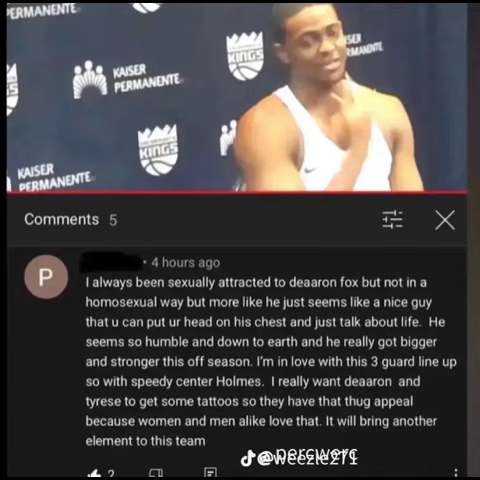 PERMANENTE
KINGS
KAISER
PERMANENTE
KINGS
KAISER
PERMANENTE
KINGS
KAISER
PERMANENTE
Comments 5
P
• 4 hours ago
I always been sexually attracted to deaaron fox but not in a
homosexual way but more like he just seems like a nice guy
that u can put ur head on his chest and just talk about life. He
seems so humble and down to earth and he really got bigger
and stronger this off season. I'm in love with this 3 guard line up
so with speedy center Holmes. I really want deaaron and
tyrese to get some tattoos so they have that thug appeal
because women and men alike love that. It will bring another
element to this team
2